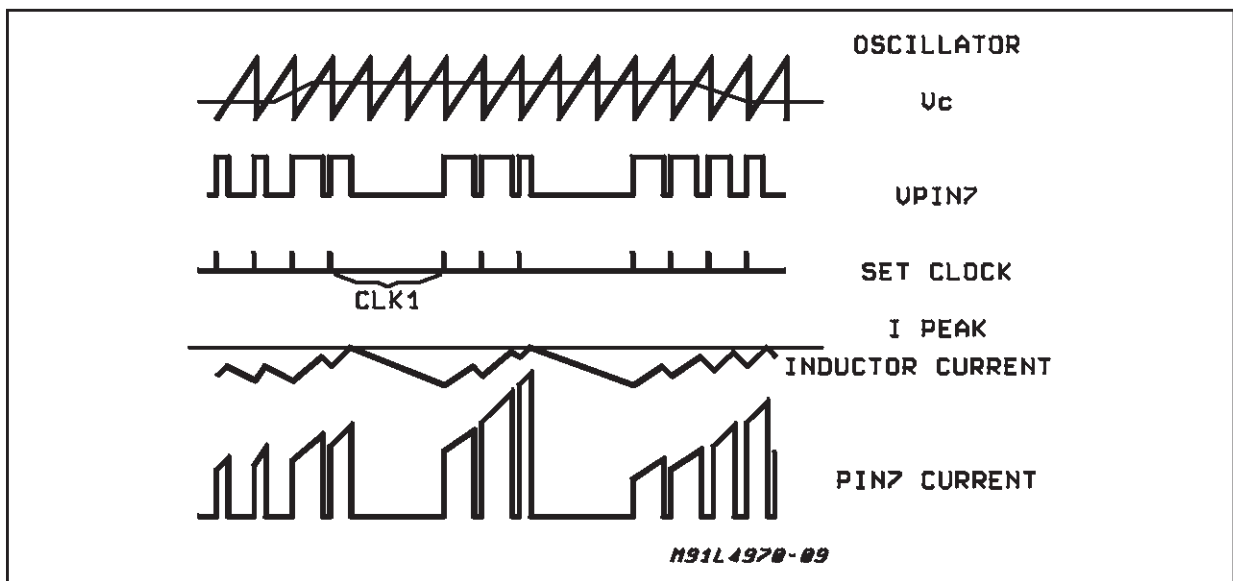 OSCILLATOR
Vc
VPIN7
SET CLOCK
CLK1
I PEAK
INDUCTOR CURRENT
PIN7 CURRENT
M91L4970-09